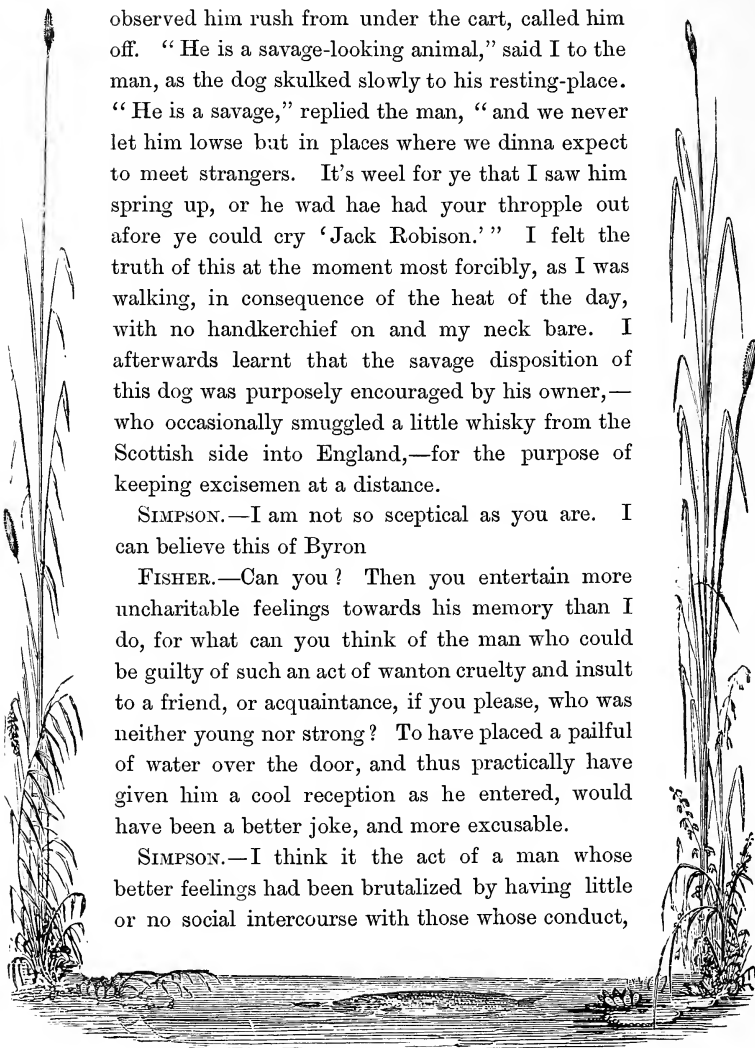 observed him rush from under the cart, called him
off. “ He is a savage-looking animal,” said I to the
man, as the dog skulked slowly to his resting-place.
“ He is a savage,” replied the man, “ and we never
let him lowse but in places where we dinna expect
to meet strangers. It's weel for ye that I saw him
spring up, or he wad hae had your thropple out
afore ye could cry ‘ Jack Robison.’ ” I felt the
truth of this at the moment most forcibly, as I was
walking, in consequence of the heat of the day,
with no handkerchief on and my neck bare. I
afterwards learnt that the savage disposition of
this dog was purposely encouraged by his owner,—
who occasionally smuggled a little whisky from the
Scottish side into England,—for the purpose of
keeping excisemen at a distance.
SIMPSON.—I am not so sceptical as you are. I
can believe this of Byron
FISHER.—Can you ? Then you entertain more
uncharitable feelings towards his memory than I
do, for what can you think of the man who could
be guilty of such an act of wanton cruelty and insult
to a friend, or acquaintance, if you please, who was
neither young nor strong ? To have placed a pailful
of water over the door, and thus practically have
given him a cool reception as he entered, would
have been a better joke, and more excusable.
SIMPSON.—I think it the act of a man whose
better feelings had been brutalized by having little
or no social intercourse with those whose conduct,